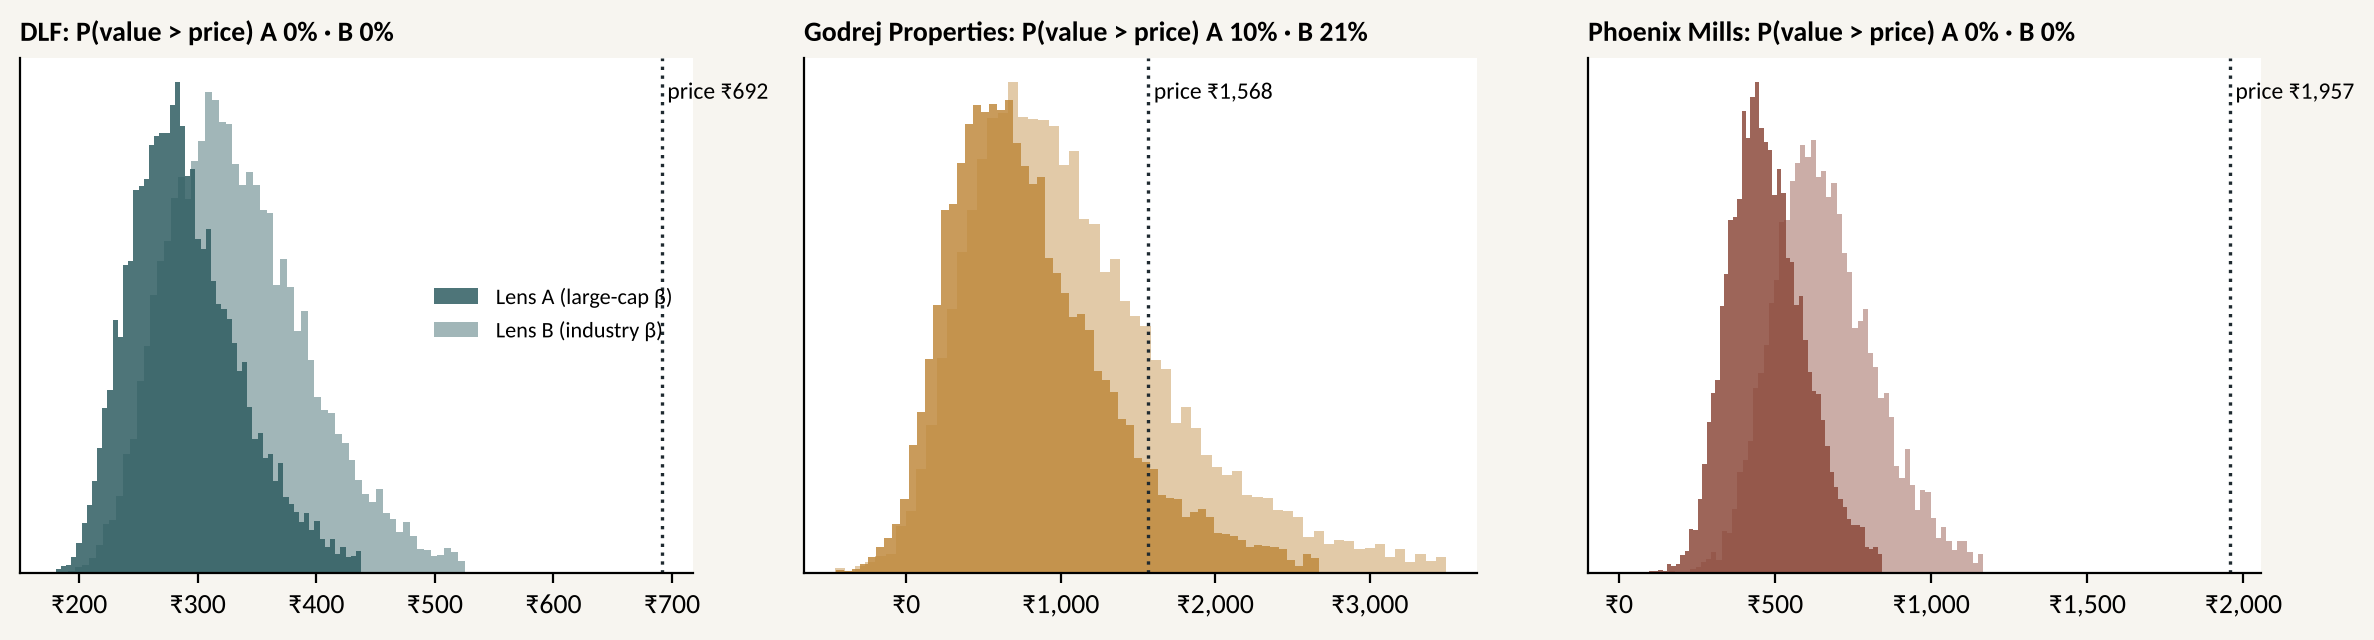 DLF: P(value > price) A 0% · B 0%
price ₹692
Lens A (large-cap β)
Lens B (industry β)
₹200 ₹300 ₹400 ₹500 ₹600 ₹700
Godrej Properties: P(value > price) A 10% · B 21%
price ₹1,568
₹0 ₹1,000 ₹2,000 ₹3,000
Phoenix Mills: P(value > price) A 0% · B 0%
price ₹1,957
₹0 ₹500 ₹1,000 ₹1,500 ₹2,000